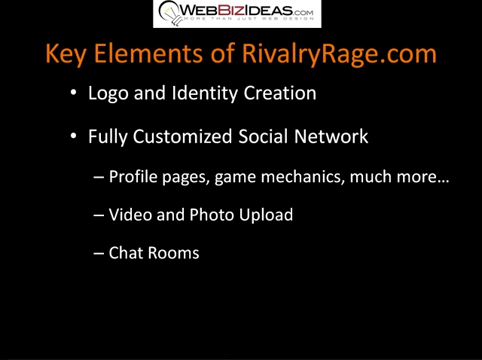 WEBBIZIDEAS.COM
MORE THAN JUST WEB DESIGN
Key Elements of RivalryRage.com
• Logo and Identity Creation
• Fully Customized Social Network
– Profile pages, game mechanics, much more…
– Video and Photo Upload
– Chat Rooms